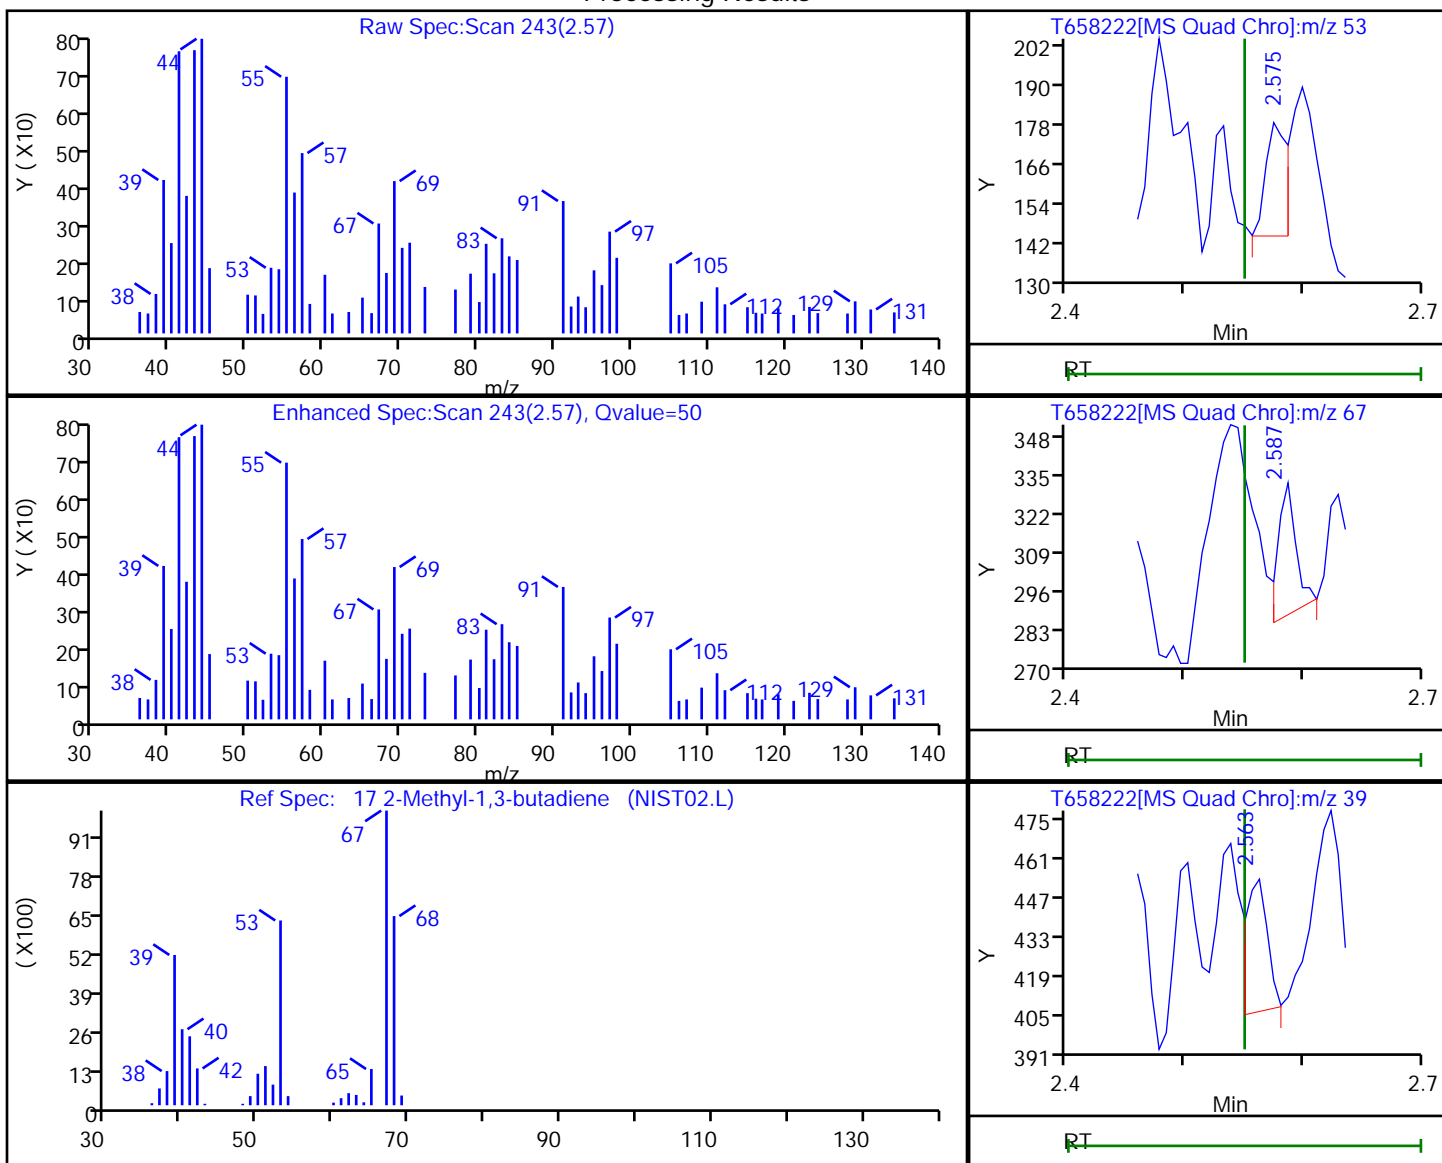 Processing Results
Raw Spec:Scan 243(2.57)
Y ( X10)
80
70
60
50
40
30
20
10
0
38 39 44 53 55 57 67 69 83 91 97 105 112 129 131
30 40 50 60 70 80 90 100 110 120 130 140
m/z
T658222[MS Quad Chro]:m/z 53
Y
202
190
178
166
154
142
130
2.575
2.4 2.7
Min
RT
Enhanced Spec:Scan 243(2.57), Qvalue=50
Y ( X10)
80
70
60
50
40
30
20
10
0
38 39 44 53 55 57 67 69 83 91 97 105 112 129 131
30 40 50 60 70 80 90 100 110 120 130 140
m/z
T658222[MS Quad Chro]:m/z 67
Y
348
335
322
309
296
283
270
2.587
2.4 2.7
Min
RT
Ref Spec: 17 2-Methyl-1,3-butadiene (NIST02.L)
( X100)
91
78
65
52
39
26
13
0
38 39 40 42 53 65 67 68
30 50 70 90 110 130
T658222[MS Quad Chro]:m/z 39
Y
475
461
447
433
419
405
391
2.563
2.4 2.7
Min
RT